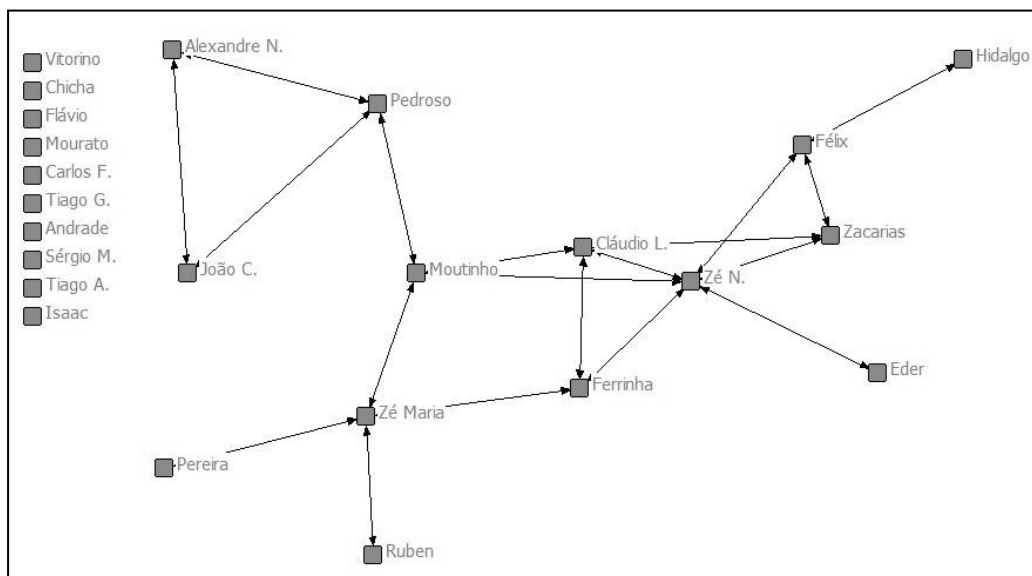 Vitorino
Chicha
Flávio
Mourato
Carlos F.
Tiago G.
Andrade
Sérgio M.
Tiago A.
Isaac
Alexandre N.
Hidalgo
Pedroso
Félix
Zacarias
Cláudio L.
João C.
Moutinho
Zé N.
Eder
Ferrinha
Zé Maria
Pereira
Ruben